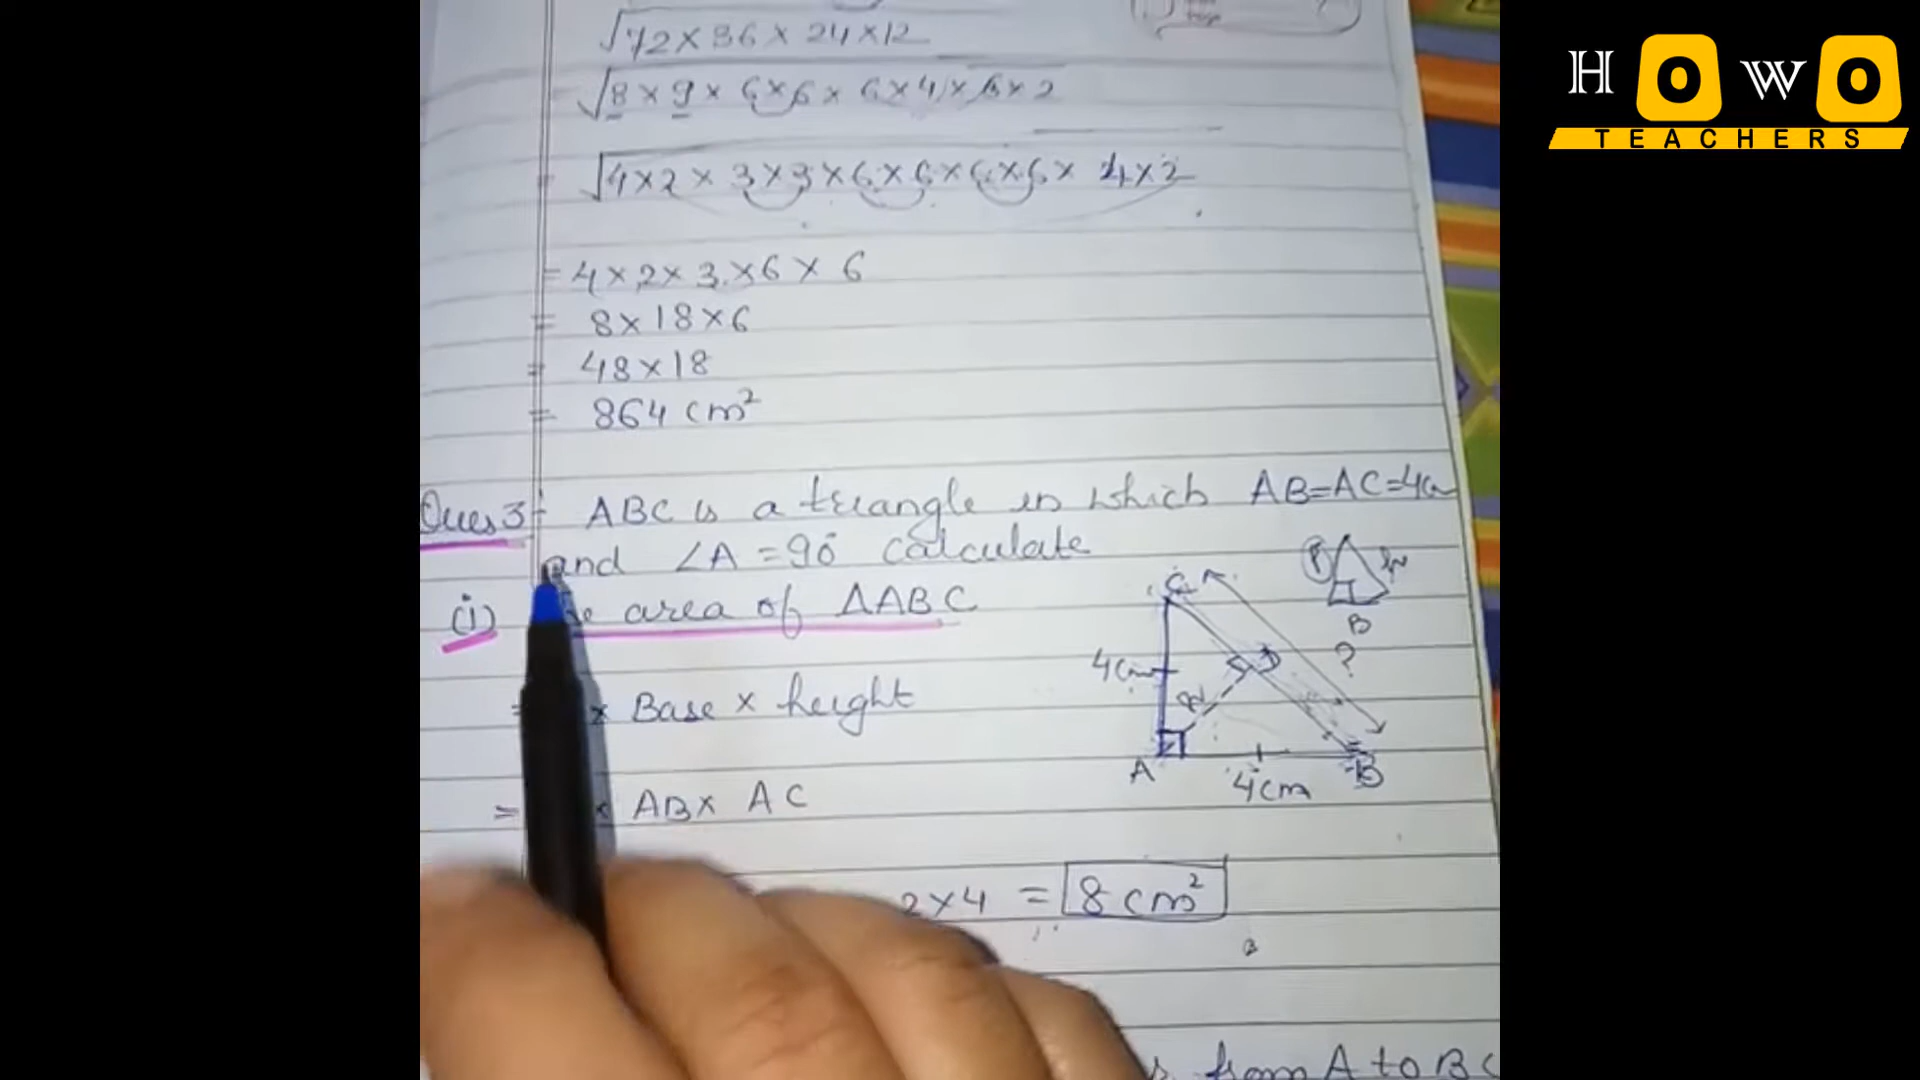 √72×36×24×12
√8×9×6×6×6×4×6×2
= √4×2×3×3×6×6×6×6×4×2
= 4×2×3×6×6
= 8×18×6
= 48×18
= 864 cm²
Ques 3:- ABC is a triangle in which AB=AC=4cm
and ∠A=90° calculate
(i) area of ΔABC
× Base × height
= × AB× AC
2×4 = 8 cm²
from A to BC
C
D
?
4cm
A
4cm
B
P
B
HOWO
TEACHERS